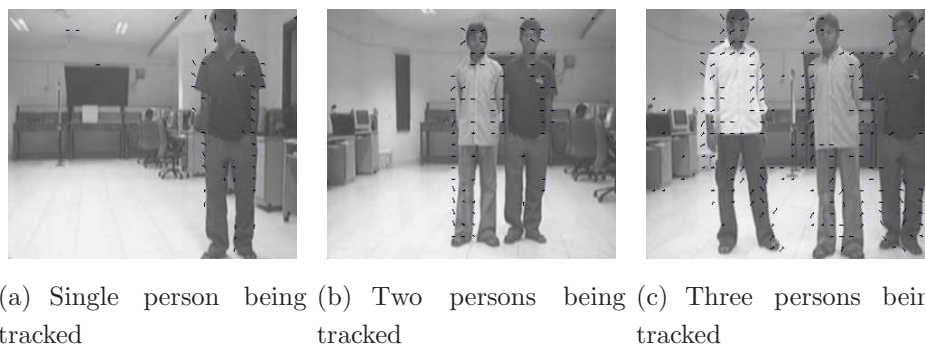 (a) Single person being
tracked
(b) Two persons being
tracked
(c) Three persons bein
tracked